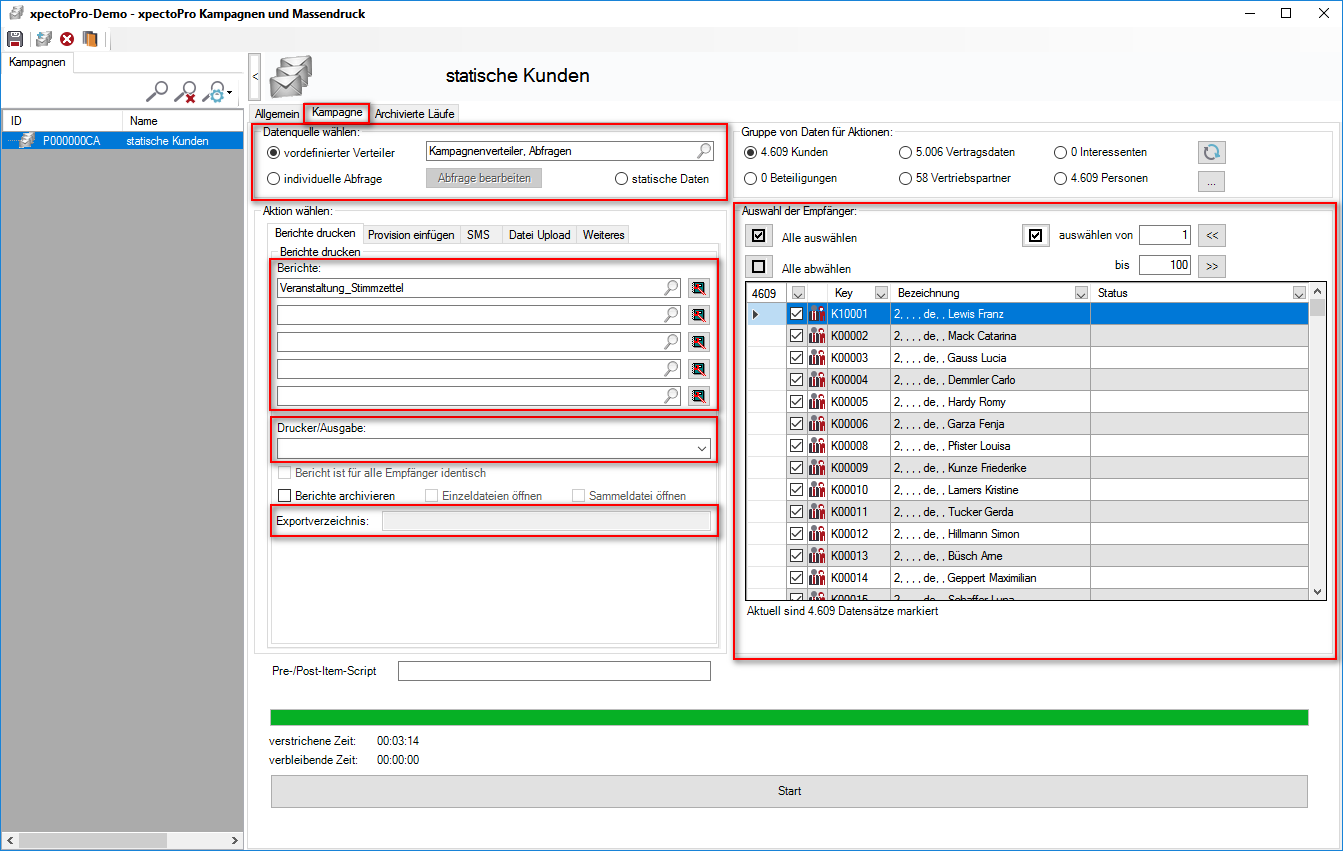 xpectoPro-Demo - xpectoPro Kampagnen und Massendruck
Kampagnen
ID Name
P000000CA statische Kunden
<
statische Kunden
Allgemein Kampagne Archivierte Läufe
Datenquelle wählen:
vordefinierter Verteiler Kampagnenverteiler, Abfragen
individuelle Abfrage Abfrage bearbeiten statische Daten
Gruppe von Daten für Aktionen:
4.609 Kunden 5.006 Vertragsdaten 0 Interessenten
0 Beteiligungen 58 Vertriebspartner 4.609 Personen ...
Aktion wählen:
Berichte drucken Provision einfügen SMS Datei Upload Weiteres
Berichte drucken
Berichte:
Veranstaltung_Stimmzettel
Drucker/Ausgabe:
Bericht ist für alle Empfänger identisch
Berichte archivieren Einzeldateien öffnen Sammeldatei öffnen
Exportverzeichnis:
Auswahl der Empfänger:
Alle auswählen auswählen von 1 <<
Alle abwählen bis 100 >>
4609 Key Bezeichnung Status
K10001 2, , , , de, , Lewis Franz
K00002 2, , , , de, , Mack Catarina
K00003 2, , , , de, , Gauss Lucia
K00004 2, , , , de, , Demmler Carlo
K00005 2, , , , de, , Hardy Romy
K00006 2, , , , de, , Garza Fenja
K00008 2, , , , de, , Pfister Louisa
K00009 2, , , , de, , Kunze Friederike
K00010 2, , , , de, , Lamers Kristine
K00011 2, , , , de, , Tucker Gerda
K00012 2, , , , de, , Hillmann Simon
K00013 2, , , , de, , Büsch Arne
K00014 2, , , , de, , Geppert Maximilian
K00015 2, , , , de, , Schaffer Luna
Aktuell sind 4.609 Datensätze markiert
Pre-/Post-Item-Script
verstrichene Zeit: 00:03:14
verbleibende Zeit: 00:00:00
Start